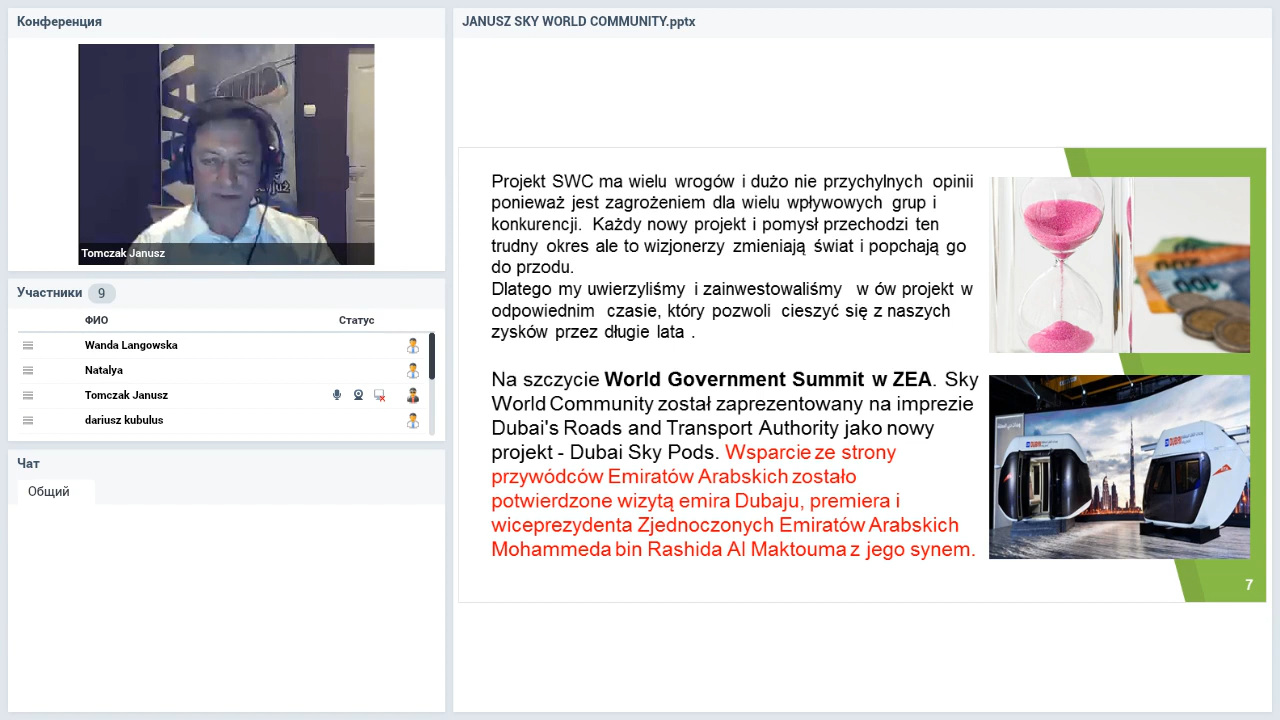 Конференция
Tomczak Janusz
Участники 9
ФИО Статус
Wanda Langowska
Natalya
Tomczak Janusz
dariusz kubulus
Чат
Общий
JANUSZ SKY WORLD COMMUNITY.pptx
Projekt SWC ma wielu wrogów i dużo nie przychylnych opinii
ponieważ jest zagrożeniem dla wielu wpływowych grup i
konkurencji. Każdy nowy projekt i pomysł przechodzi ten
trudny okres ale to wizjonerzy zmieniają świat i popchają go
do przodu.
Dlatego my uwierzyliśmy i zainwestowaliśmy w ów projekt w
odpowiednim czasie, który pozwoli cieszyć się z naszych
zysków przez długie lata .
Na szczycie World Government Summit w ZEA. Sky
World Community został zaprezentowany na imprezie
Dubai's Roads and Transport Authority jako nowy
projekt - Dubai Sky Pods. Wsparcie ze strony
przywódców Emiratów Arabskich zostało
potwierdzone wizytą emira Dubaju, premiera i
wiceprezydenta Zjednoczonych Emiratów Arabskich
Mohammeda bin Rashida Al Maktouma z jego synem.
100
7